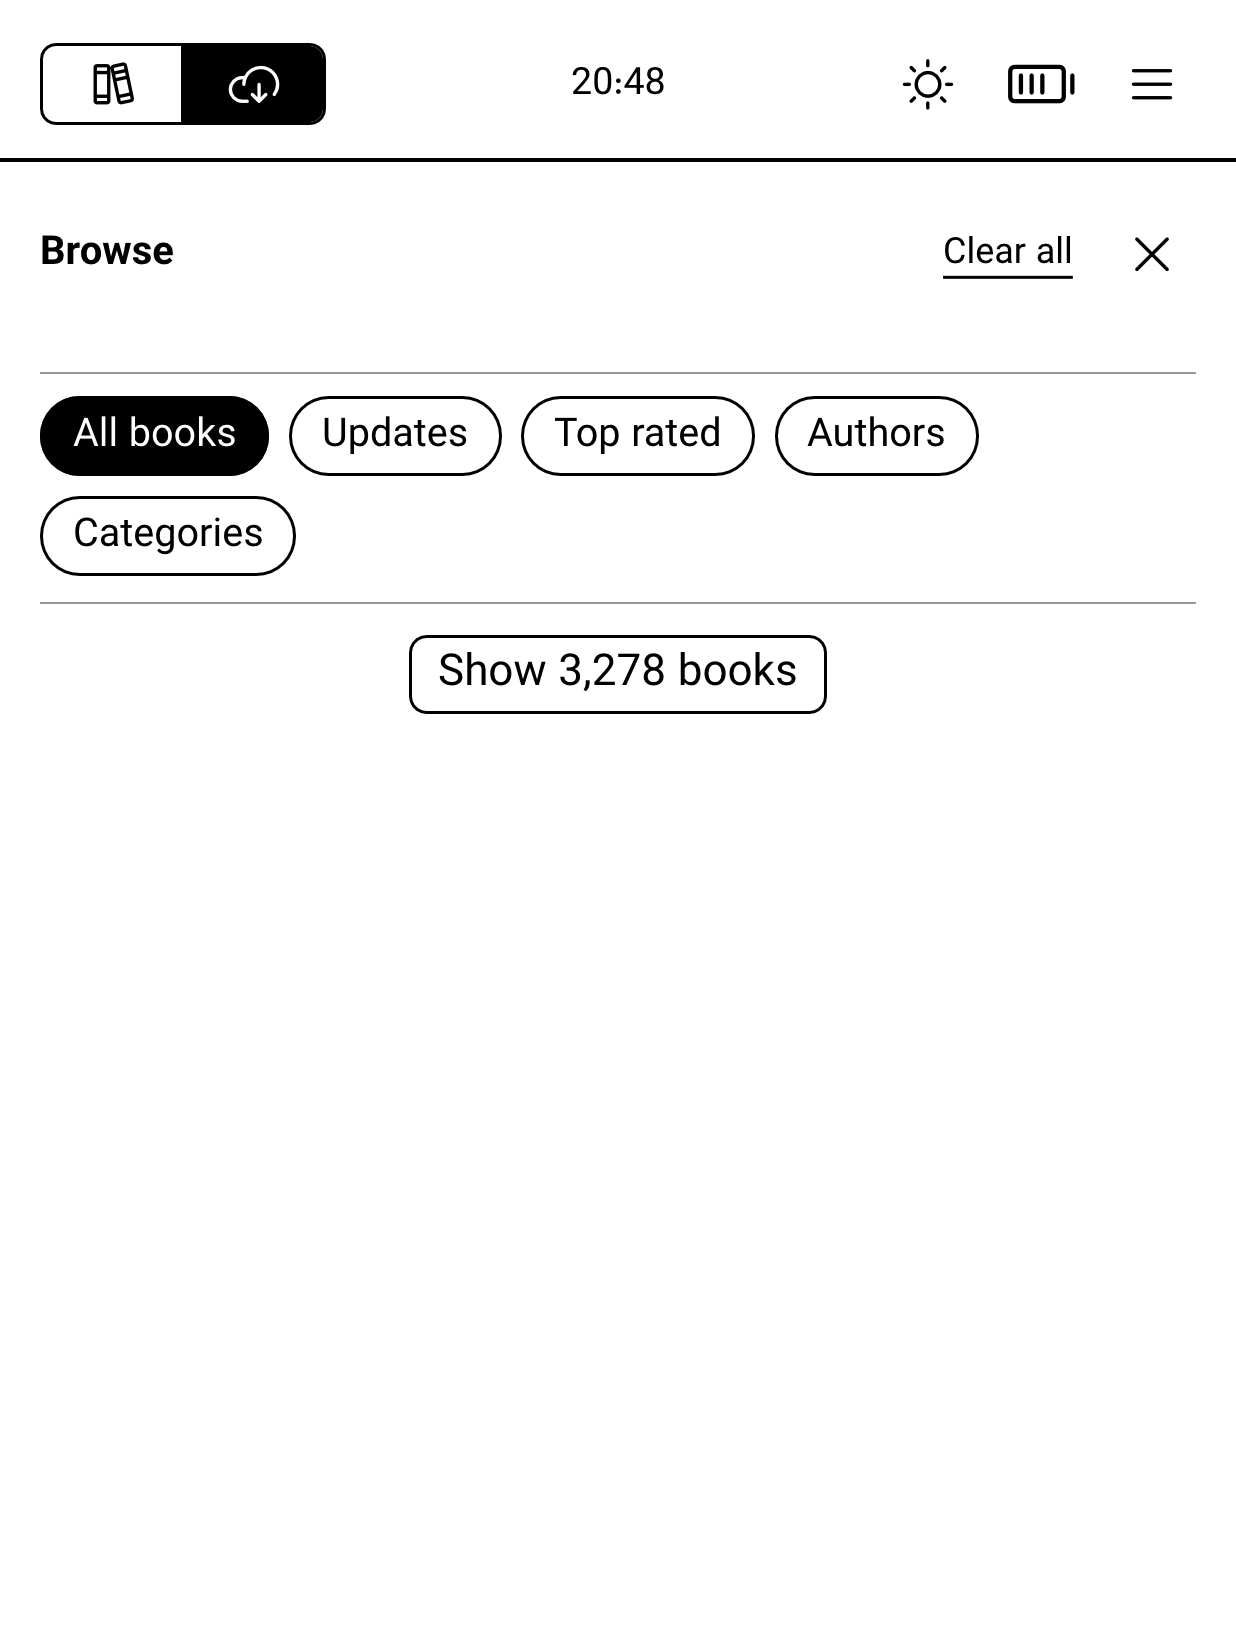 20:48
Browse
Clear all
All books Updates Top rated Authors
Categories
Show 3,278 books